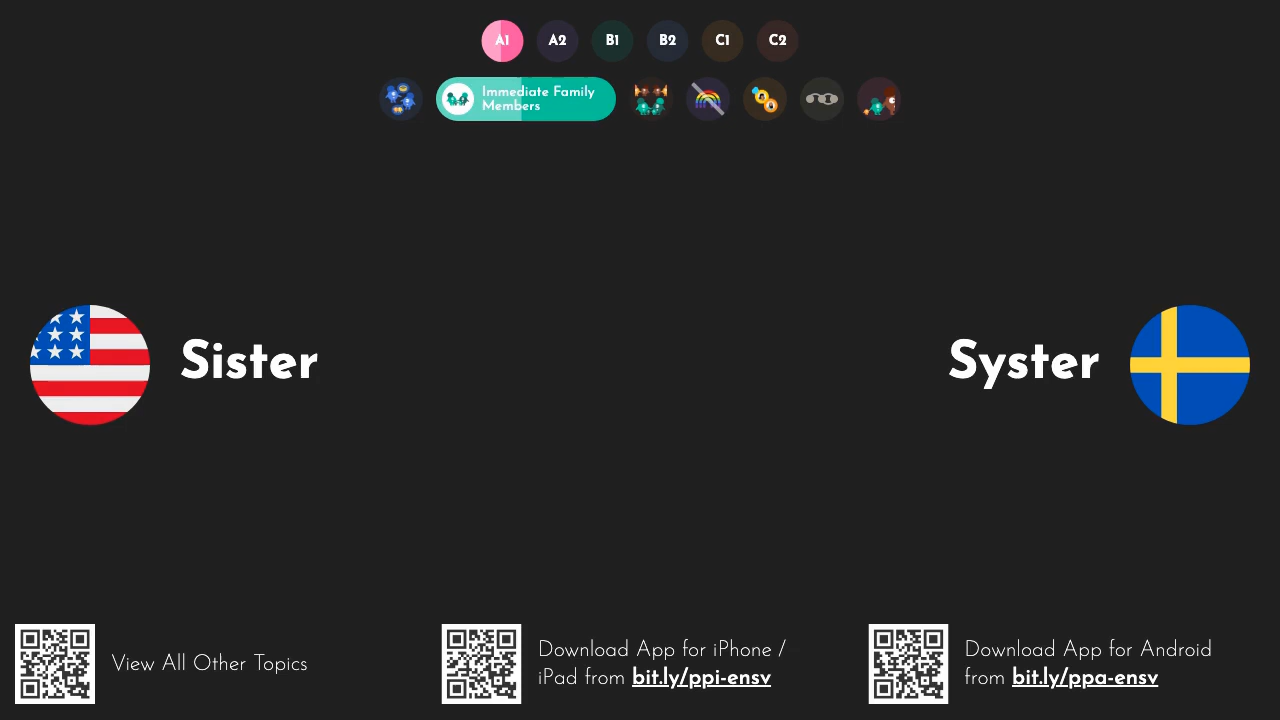 A1 A2 B1 B2 C1 C2
Immediate Family
Members
Sister
Syster
View All Other Topics
Download App for iPhone /
iPad from bit.ly/ppi-ensv
Download App for Android
from bit.ly/ppa-ensv